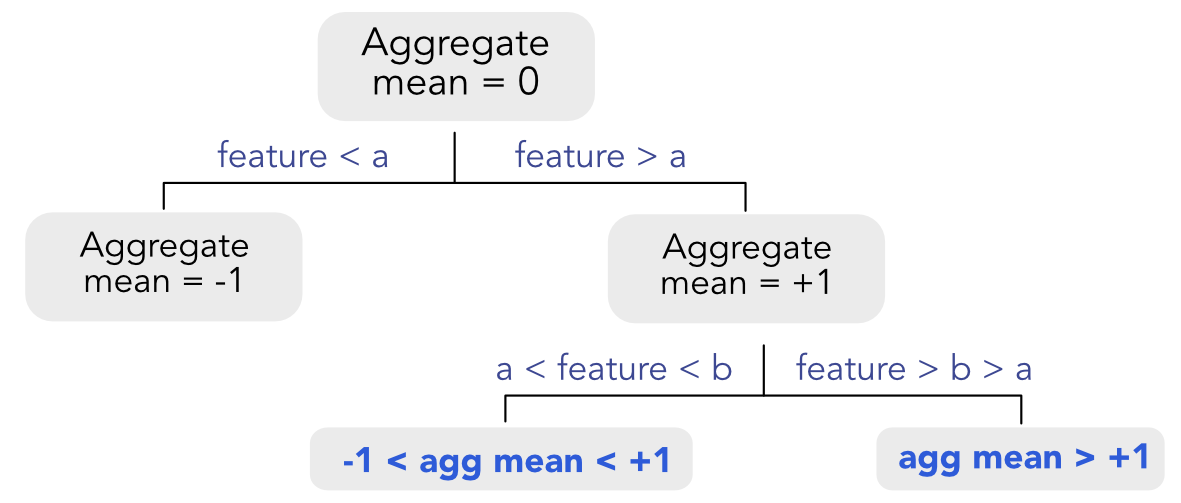 Aggregate
mean = 0
feature < a
feature > a
Aggregate
mean = -1
Aggregate
mean = +1
a < feature < b
feature > b > a
-1 < agg mean < +1
agg mean > +1